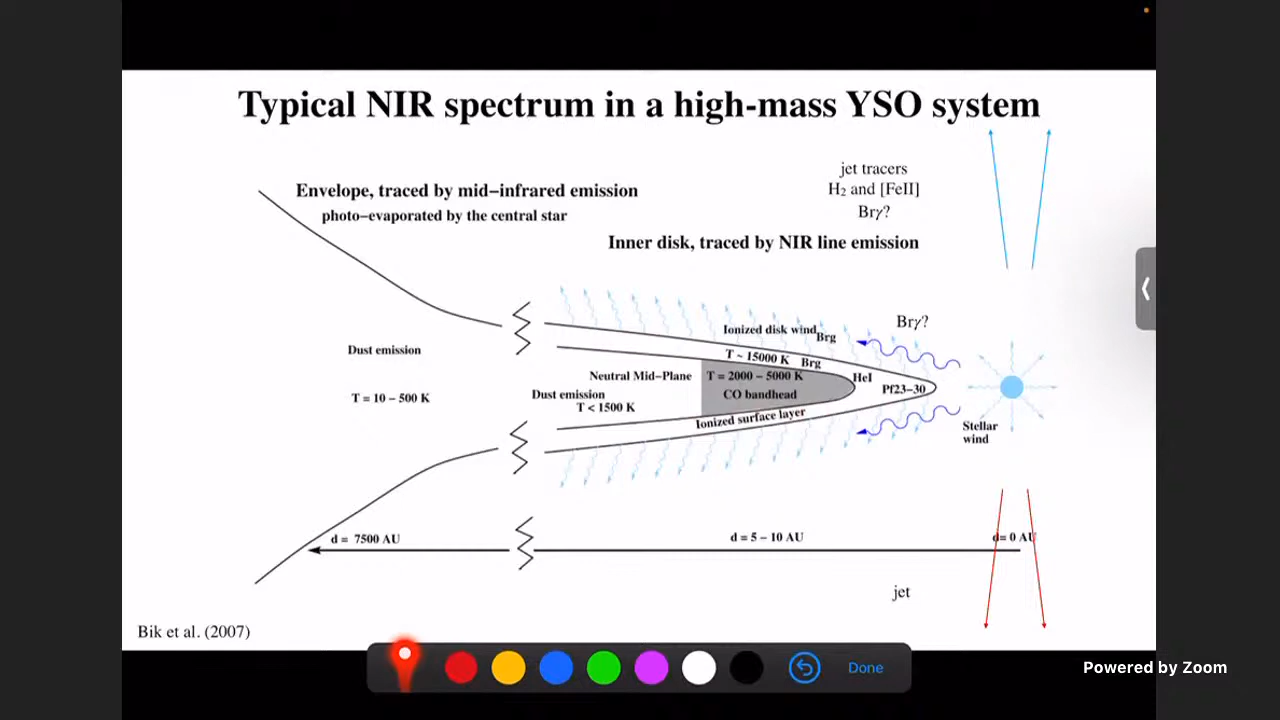 Typical NIR spectrum in a high-mass YSO system
jet tracers
H₂ and [FeII]
Brγ?
Envelope, traced by mid-infrared emission
photo-evaporated by the central star
Inner disk, traced by NIR line emission
Brγ?
Ionized disk wind
Brg
Dust emission
T ~ 15000 K
Brg
Neutral Mid-Plane
T = 2000 - 5000 K
HeI
Pf23-30
T = 10 - 500 K
Dust emission
T < 1500 K
CO bandhead
Ionized surface layer
Stellar
wind
d = 7500 AU
d = 5 - 10 AU
d= 0 AU
jet
Bik et al. (2007)
Done
Powered by Zoom